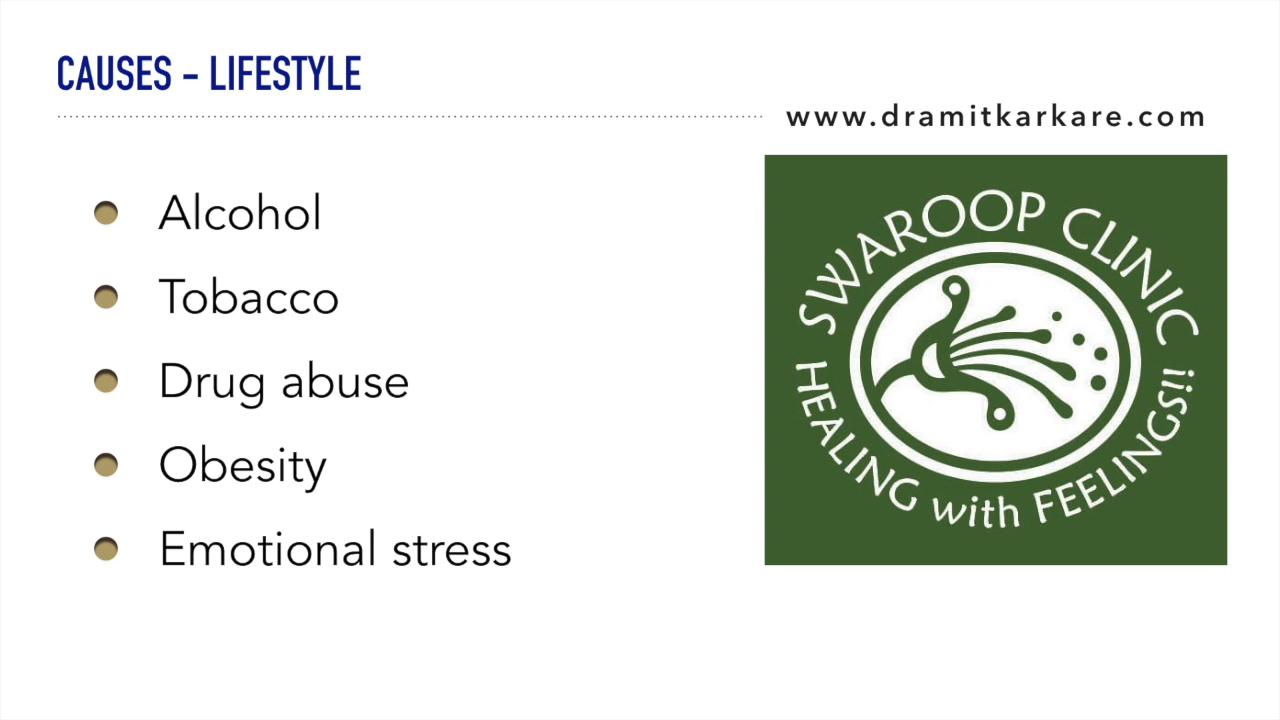 CAUSES - LIFESTYLE
www.dramitkarkare.com
Alcohol
Tobacco
Drug abuse
Obesity
Emotional stress
SWAROOP CLINIC
HEALING with FEELINGS!!